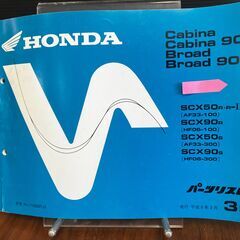 HONDA
Cabina
Cabina 90
Broad
Broad 90
SCX50
(AF33-100)
SCX90
(HF06-100)
SCX50
(AF33-300)
SCX90
(HF06-300)
パーツリス
3